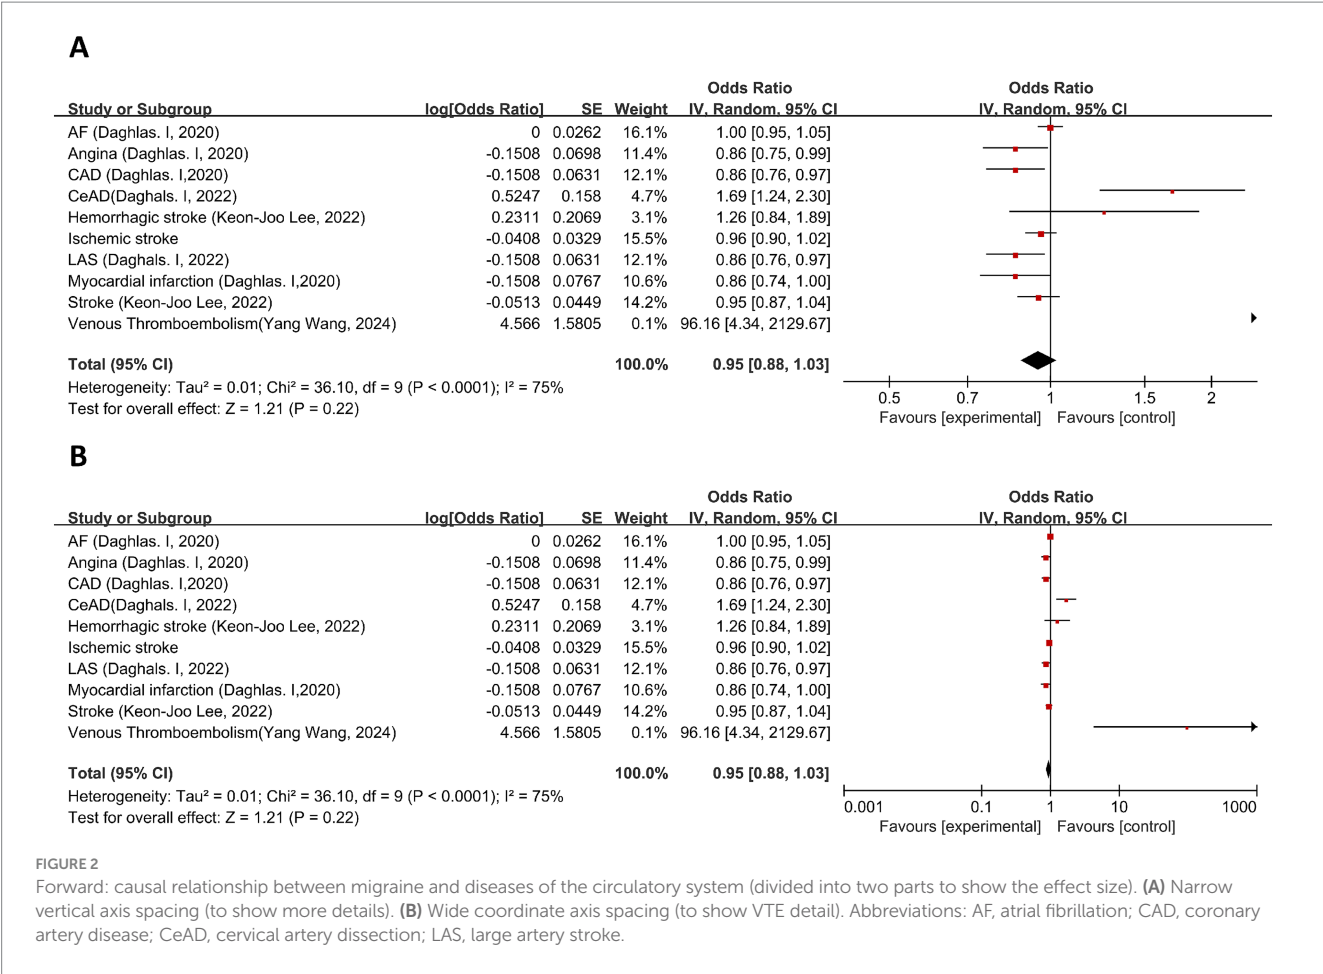 A
Odds Ratio Odds Ratio
Study or Subgroup log[Odds Ratio] SE Weight IV, Random, 95% CI IV, Random, 95% CI
AF (Daghlas. I, 2020) 0 0.0262 16.1% 1.00 [0.95, 1.05]
Angina (Daghlas. I, 2020) -0.1508 0.0698 11.4% 0.86 [0.75, 0.99]
CAD (Daghlas. I,2020) -0.1508 0.0631 12.1% 0.86 [0.76, 0.97]
CeAD(Daghals. I, 2022) 0.5247 0.158 4.7% 1.69 [1.24, 2.30]
Hemorrhagic stroke (Keon-Joo Lee, 2022) 0.2311 0.2069 3.1% 1.26 [0.84, 1.89]
Ischemic stroke -0.0408 0.0329 15.5% 0.96 [0.90, 1.02]
LAS (Daghals. I, 2022) -0.1508 0.0631 12.1% 0.86 [0.76, 0.97]
Myocardial infarction (Daghlas. I,2020) -0.1508 0.0767 10.6% 0.86 [0.74, 1.00]
Stroke (Keon-Joo Lee, 2022) -0.0513 0.0449 14.2% 0.95 [0.87, 1.04]
Venous Thromboembolism(Yang Wang, 2024) 4.566 1.5805 0.1% 96.16 [4.34, 2129.67]
Total (95% CI) 100.0% 0.95 [0.88, 1.03]
Heterogeneity: Tau² = 0.01; Chi² = 36.10, df = 9 (P < 0.0001); I² = 75%
Test for overall effect: Z = 1.21 (P = 0.22)
0.5 0.7 1 1.5 2
Favours [experimental] Favours [control]
B
Odds Ratio Odds Ratio
Study or Subgroup log[Odds Ratio] SE Weight IV, Random, 95% CI IV, Random, 95% CI
AF (Daghlas. I, 2020) 0 0.0262 16.1% 1.00 [0.95, 1.05]
Angina (Daghlas. I, 2020) -0.1508 0.0698 11.4% 0.86 [0.75, 0.99]
CAD (Daghlas. I,2020) -0.1508 0.0631 12.1% 0.86 [0.76, 0.97]
CeAD(Daghals. I, 2022) 0.5247 0.158 4.7% 1.69 [1.24, 2.30]
Hemorrhagic stroke (Keon-Joo Lee, 2022) 0.2311 0.2069 3.1% 1.26 [0.84, 1.89]
Ischemic stroke -0.0408 0.0329 15.5% 0.96 [0.90, 1.02]
LAS (Daghals. I, 2022) -0.1508 0.0631 12.1% 0.86 [0.76, 0.97]
Myocardial infarction (Daghlas. I,2020) -0.1508 0.0767 10.6% 0.86 [0.74, 1.00]
Stroke (Keon-Joo Lee, 2022) -0.0513 0.0449 14.2% 0.95 [0.87, 1.04]
Venous Thromboembolism(Yang Wang, 2024) 4.566 1.5805 0.1% 96.16 [4.34, 2129.67]
Total (95% CI) 100.0% 0.95 [0.88, 1.03]
Heterogeneity: Tau² = 0.01; Chi² = 36.10, df = 9 (P < 0.0001); I² = 75%
Test for overall effect: Z = 1.21 (P = 0.22)
0.001 0.1 1 10 1000
Favours [experimental] Favours [control]
FIGURE 2
Forward: causal relationship between migraine and diseases of the circulatory system (divided into two parts to show the effect size). (A) Narrow
vertical axis spacing (to show more details). (B) Wide coordinate axis spacing (to show VTE detail). Abbreviations: AF, atrial fibrillation; CAD, coronary
artery disease; CeAD, cervical artery dissection; LAS, large artery stroke.